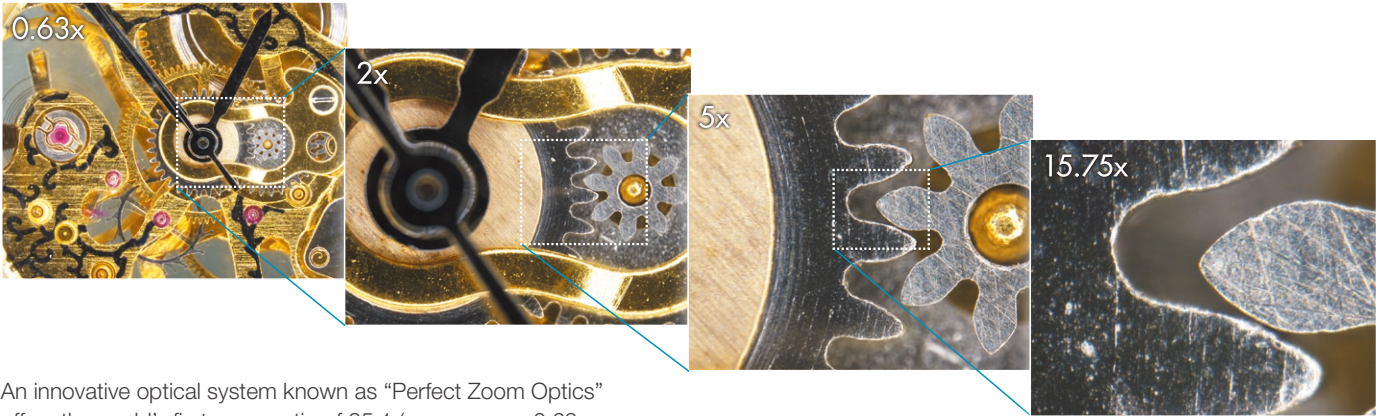 0.63x
2x
5x
15.75x
An innovative optical system known as “Perfect Zoom Optics”